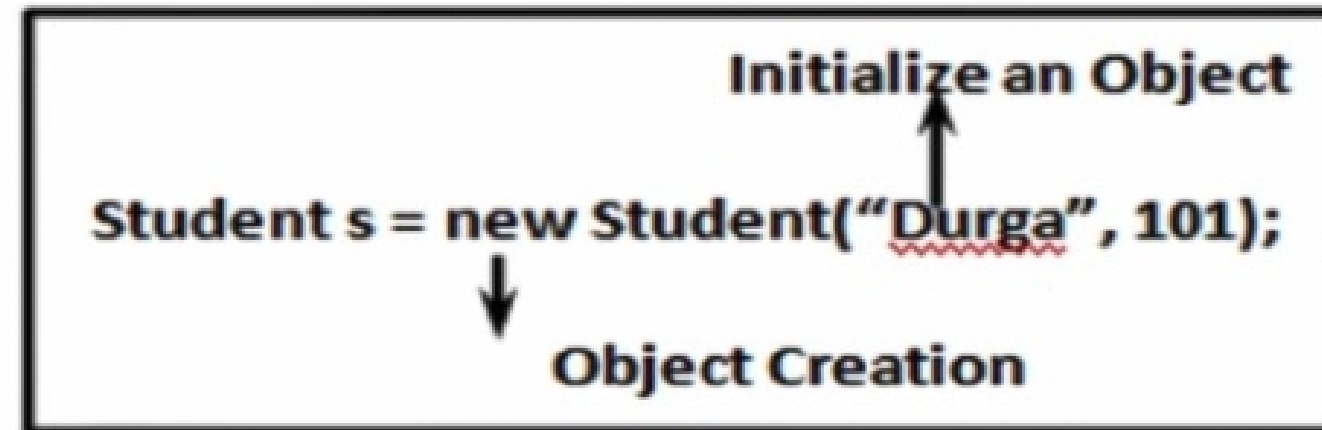 Initialize an Object
Student s = new Student(“Durga”, 101);
Object Creation